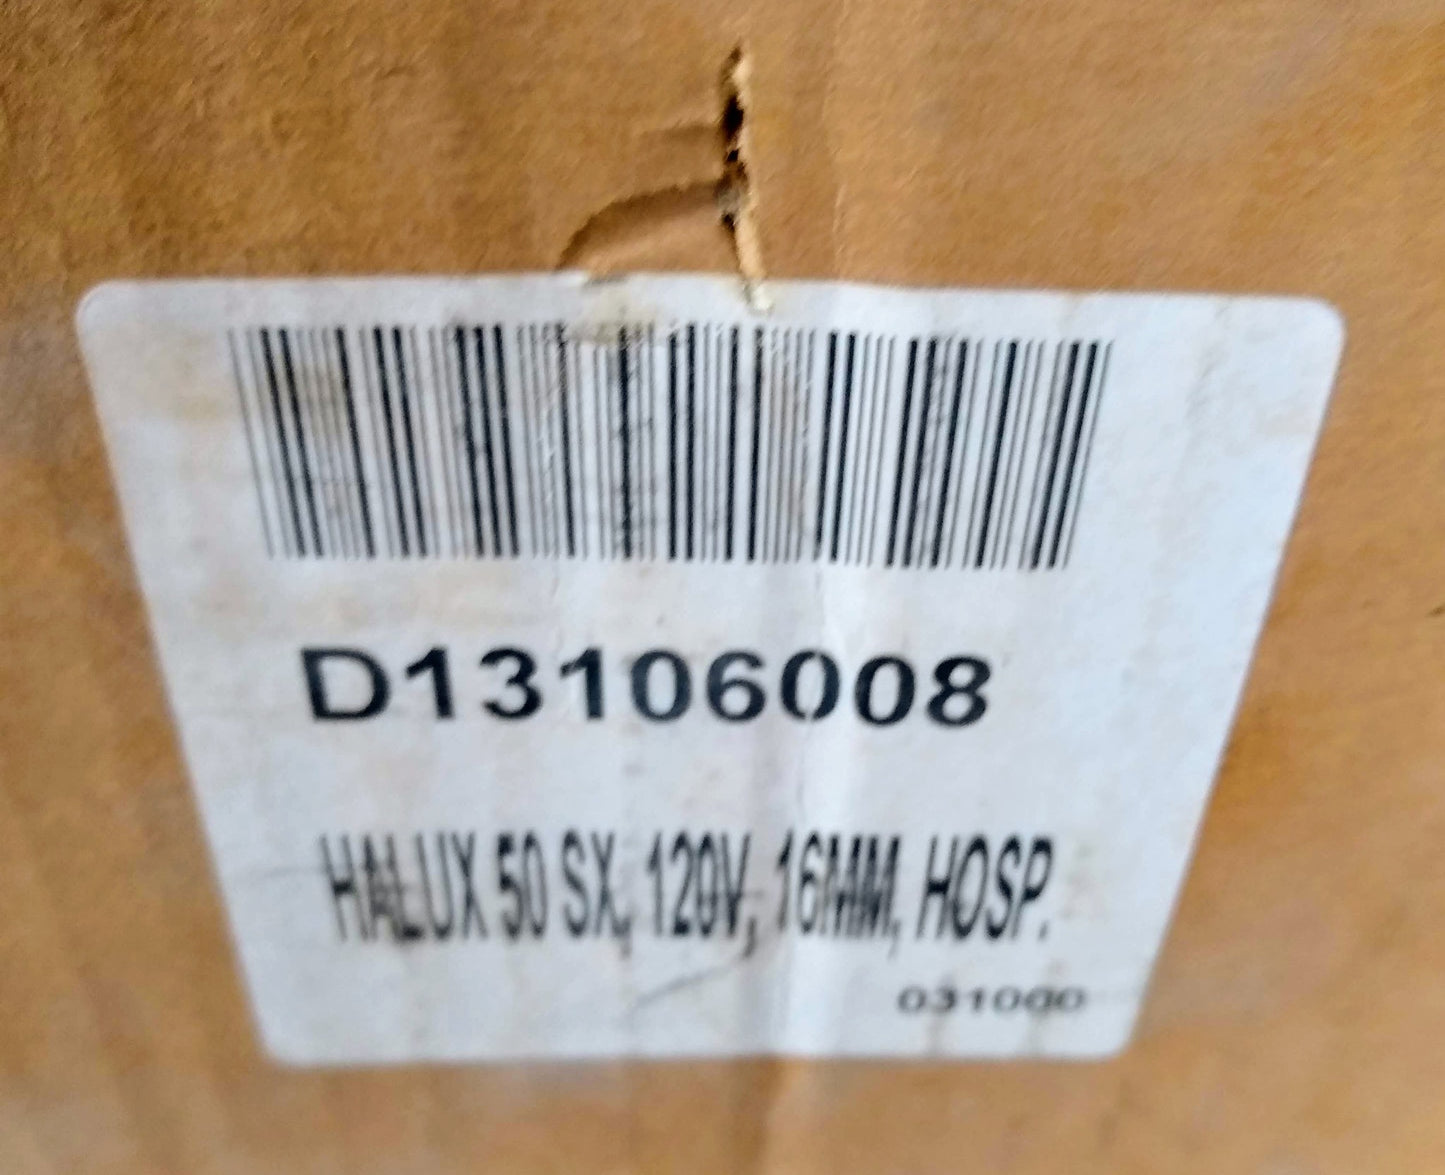 D13106008
HALUX 50 SX, 120V, 16MM, HOSP.
031000